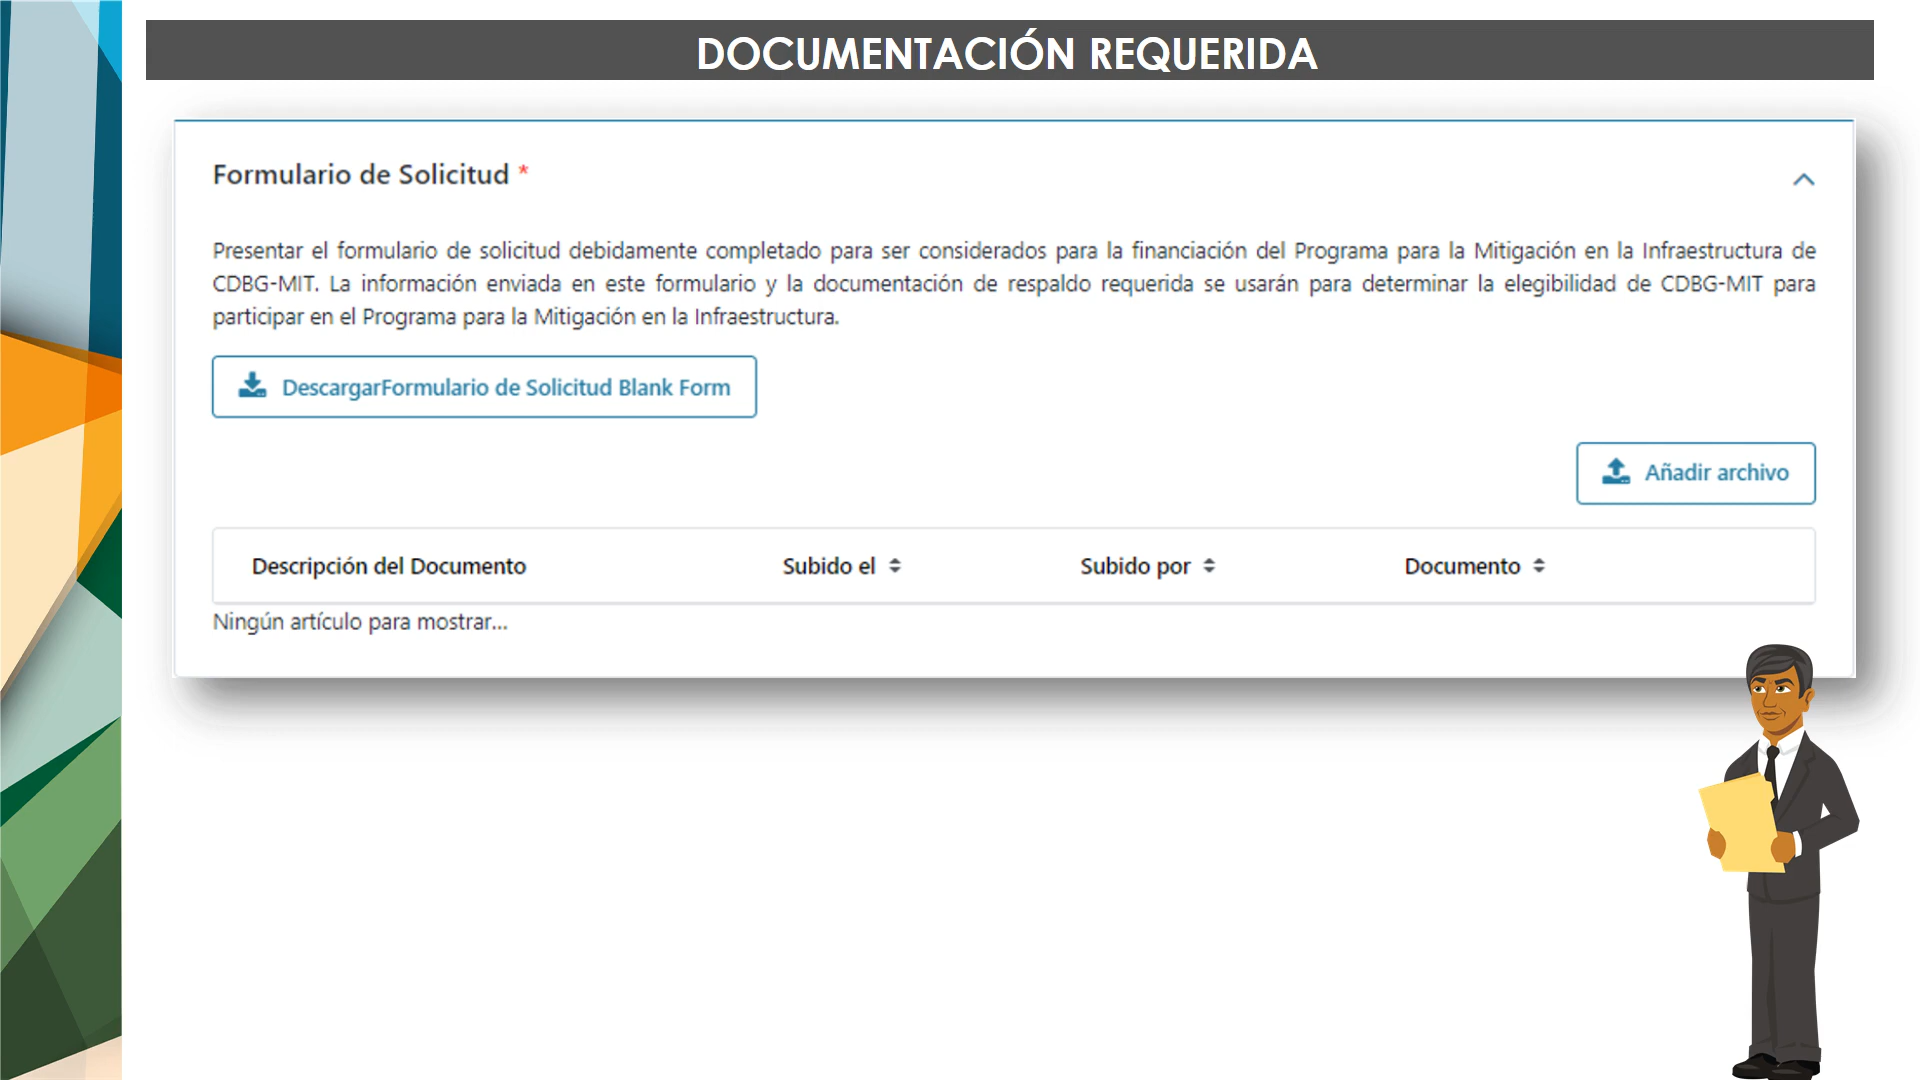 DOCUMENTACIÓN REQUERIDA
Formulario de Solicitud *
Presentar el formulario de solicitud debidamente completado para ser considerados para la financiación del Programa para la Mitigación en la Infraestructura de
CDBG-MIT. La información enviada en este formulario y la documentación de respaldo requerida se usarán para determinar la elegibilidad de CDBG-MIT para
participar en el Programa para la Mitigación en la Infraestructura.
DescargarFormulario de Solicitud Blank Form
Añadir archivo
Descripción del Documento Subido el Subido por Documento
Ningún artículo para mostrar...